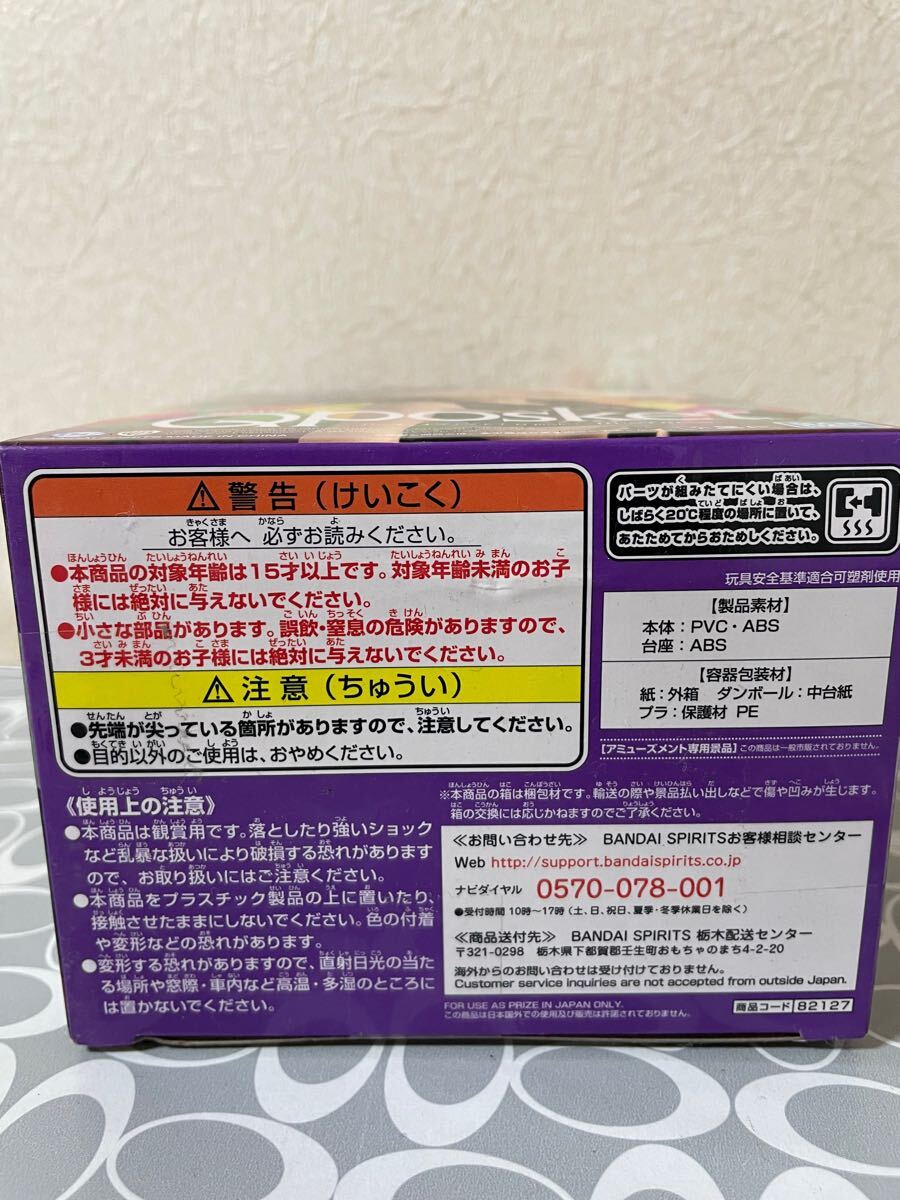 Qposket
⚠警告(けいこく)
お客様へ 必ずお読みください。
●本商品の対象年齢は15才以上です。対象年齢未満のお子
様には絶対に与えないでください。
●小さな部品があります。誤飲・窒息の危険がありますので、
3才未満のお子様には絶対に与えないでください。
⚠注意(ちゅうい)
●先端が尖っている箇所がありますので、注意してください。
●目的以外のご使用は、おやめください。
《使用上の注意》
●本商品は観賞用です。落としたり強いショック
など乱暴な扱いにより破損する恐れがあります
ので、お取り扱いにはご注意ください。
●本商品をプラスチック製品の上に置いたり、
接触させたままにしないでください。色の付着
や変形などの恐れがあります。
●変形する恐れがありますので、直射日光の当た
る場所や窓際・車内など高温・多湿のところに
は置かないでください。
パーツが組みたてにくい場合は、
しばらく20℃程度の場所に置いて、
あたためてからおためしください。
玩具安全基準適合可塑剤使用
【製品素材】
本体:PVC・ABS
台座:ABS
【容器包装材】
紙:外箱 ダンボール:中台紙
プラ:保護材 PE
【アミューズメント専用景品】この商品は一般市販されておりません。
※本商品の箱は梱包材です。輸送の際や景品払い出しなどで傷や凹みが生じます。
箱の交換には応じかねますのでご了承ください。
≪お問い合わせ先≫ BANDAI SPIRITSお客様相談センター
Web http://support.bandaispirits.co.jp
ナビダイヤル 0570-078-001
●受付時間 10時〜17時(土、日、祝日、夏季・冬季休業日を除く)
≪商品送付先≫ BANDAI SPIRITS 栃木配送センター
〒321-0298 栃木県下都賀郡壬生町おもちゃのまち4-2-20
海外からのお問い合わせは受け付けておりません。
Customer service inquiries are not accepted from outside Japan.
FOR USE AS PRIZE IN JAPAN ONLY.
この商品は日本国外での使用及び販売は許諾されておりません。
商品コード 82127